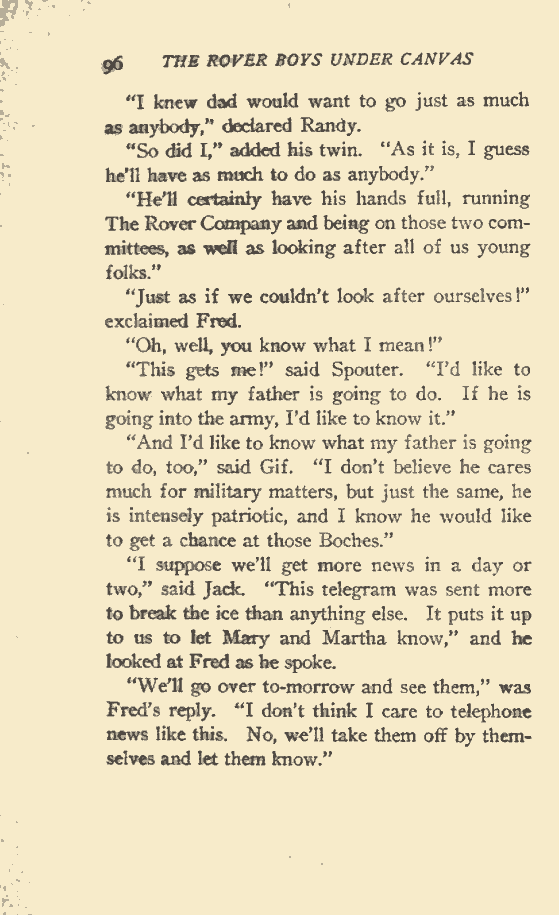 96 THE ROVER BOYS UNDER CANVAS
"I knew dad would want to go just as much
as anybody," declared Randy.
"So did I," added his twin. "As it is, I guess
he'll have as much to do as anybody."
"He'll certainly have his hands full, running
The Rover Company and being on those two com-
mittees, as well as looking after all of us young
folks."
"Just as if we couldn't look after ourselves!"
exclaimed Fred.
"Oh, well, you know what I mean!"
"This gets me!" said Spouter. "I'd like to
know what my father is going to do. If he is
going into the army, I'd like to know it."
"And I'd like to know what my father is going
to do, too," said Gif. "I don't believe he cares
much for military matters, but just the same, he
is intensely patriotic, and I know he would like
to get a chance at those Boches."
"I suppose we'll get more news in a day or
two," said Jack. "This telegram was sent more
to break the ice than anything else. It puts it up
to us to let Mary and Martha know," and he
looked at Fred as he spoke.
"We'll go over to-morrow and see them," was
Fred's reply. "I don't think I care to telephone
news like this. No, we'll take them off by them-
selves and let them know."